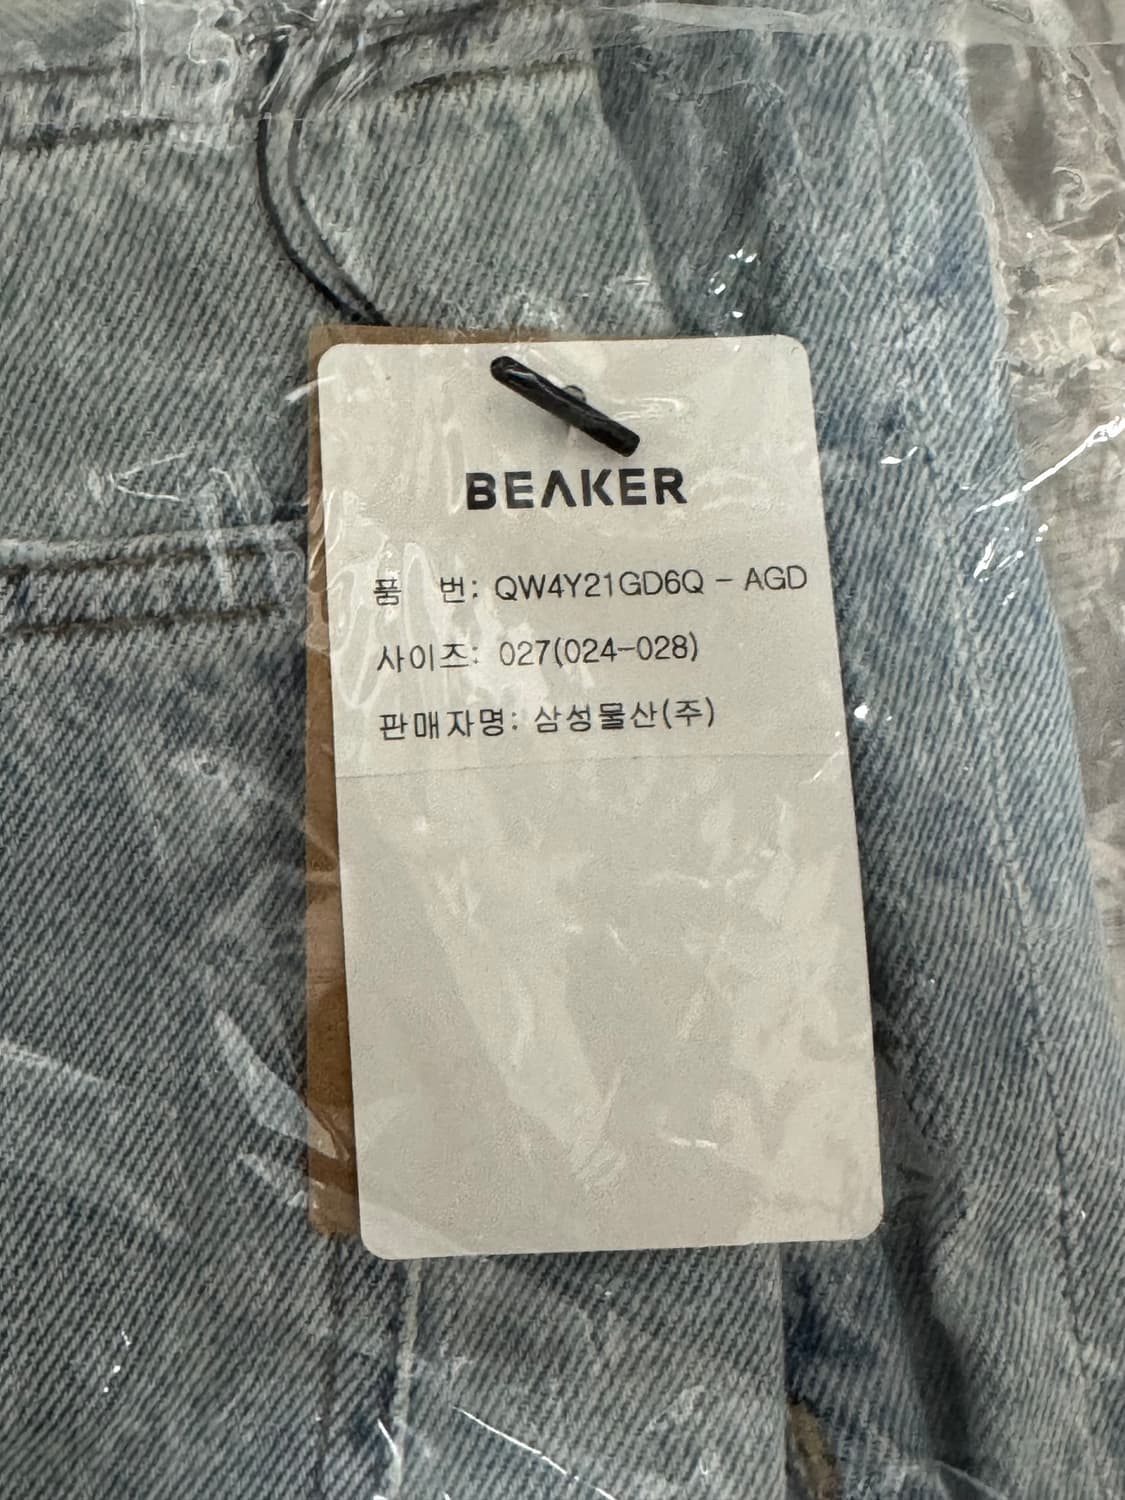 BEAKER
품 번: QW4Y21GD6Q - AGD
사이즈: 027(024-028)
판매자명: 삼성물산(주)